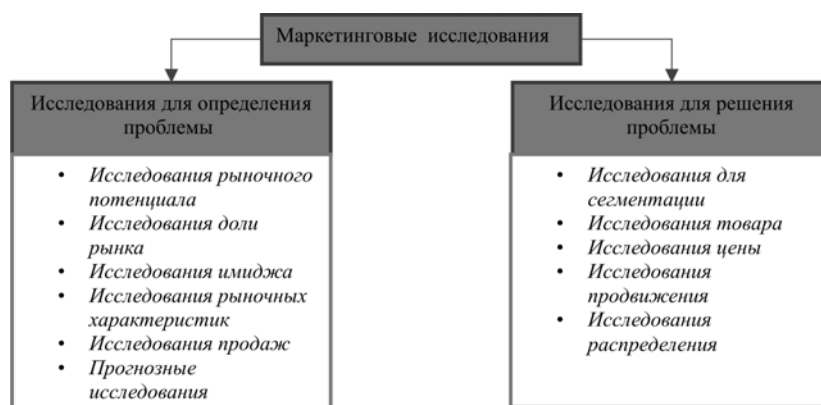 Маркетинговые исследования
Исследования для определения
проблемы
• Исследования рыночного
потенциала
• Исследования доли
рынка
• Исследования имиджа
• Исследования рыночных
характеристик
• Исследования продаж
• Прогнозные
исследования
Исследования для решения
проблемы
• Исследования для
сегментации
• Исследования товара
• Исследования цены
• Исследования
продвижения
• Исследования
распределения